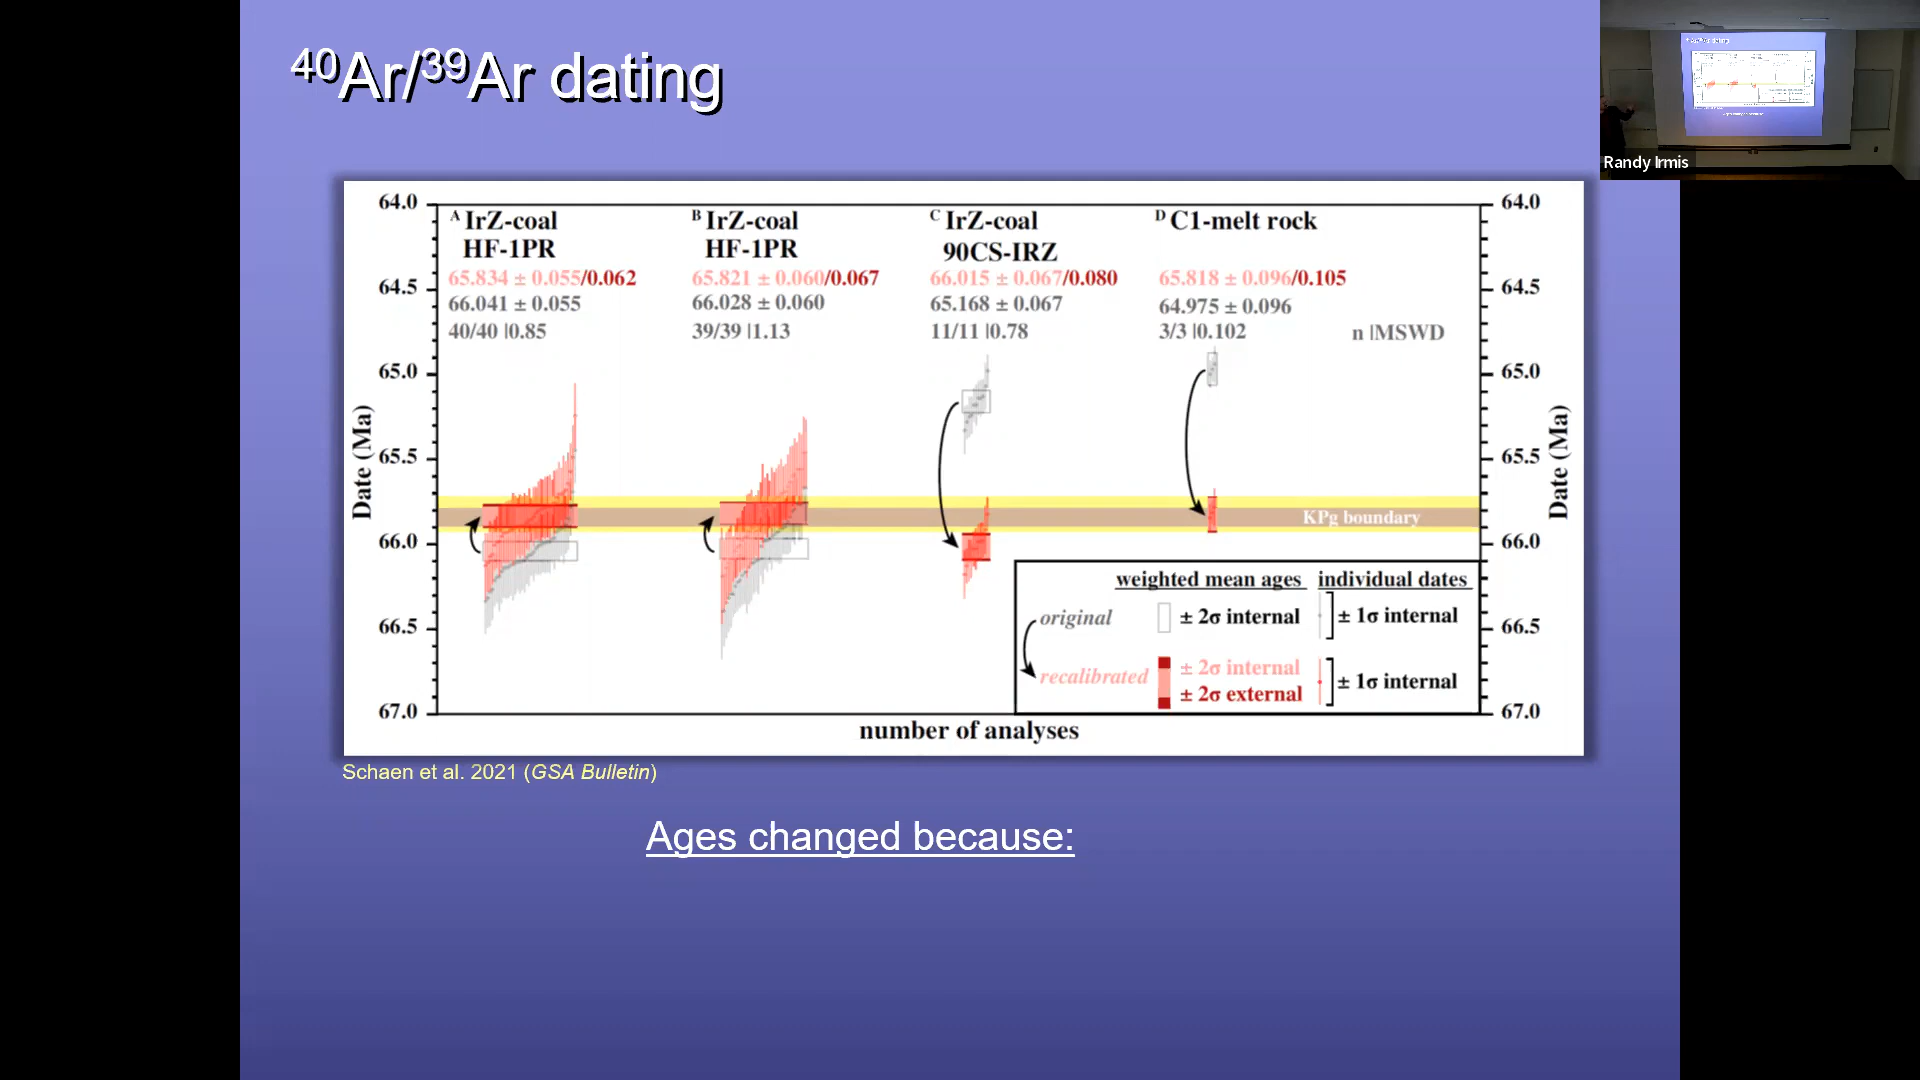 ⁴⁰Ar/³⁹Ar dating
Randy Irmis
64.0
64.5
65.0
65.5
66.0
66.5
67.0
Date (Ma)
A IrZ-coal
HF-1PR
65.834 ± 0.055/0.062
66.041 ± 0.055
40/40 |0.85
B IrZ-coal
HF-1PR
65.821 ± 0.060/0.067
66.028 ± 0.060
39/39 |1.13
C IrZ-coal
90CS-IRZ
66.015 ± 0.067/0.080
65.168 ± 0.067
11/11 |0.78
D C1-melt rock
65.818 ± 0.096/0.105
64.975 ± 0.096
3/3 |0.102
n |MSWD
KPg boundary
weighted mean ages individual dates
original ± 2σ internal ± 1σ internal
recalibrated ± 2σ internal ± 1σ internal
± 2σ external
64.0
64.5
65.0
65.5
66.0
66.5
67.0
Date (Ma)
number of analyses
Schaen et al. 2021 (GSA Bulletin)
Ages changed because: